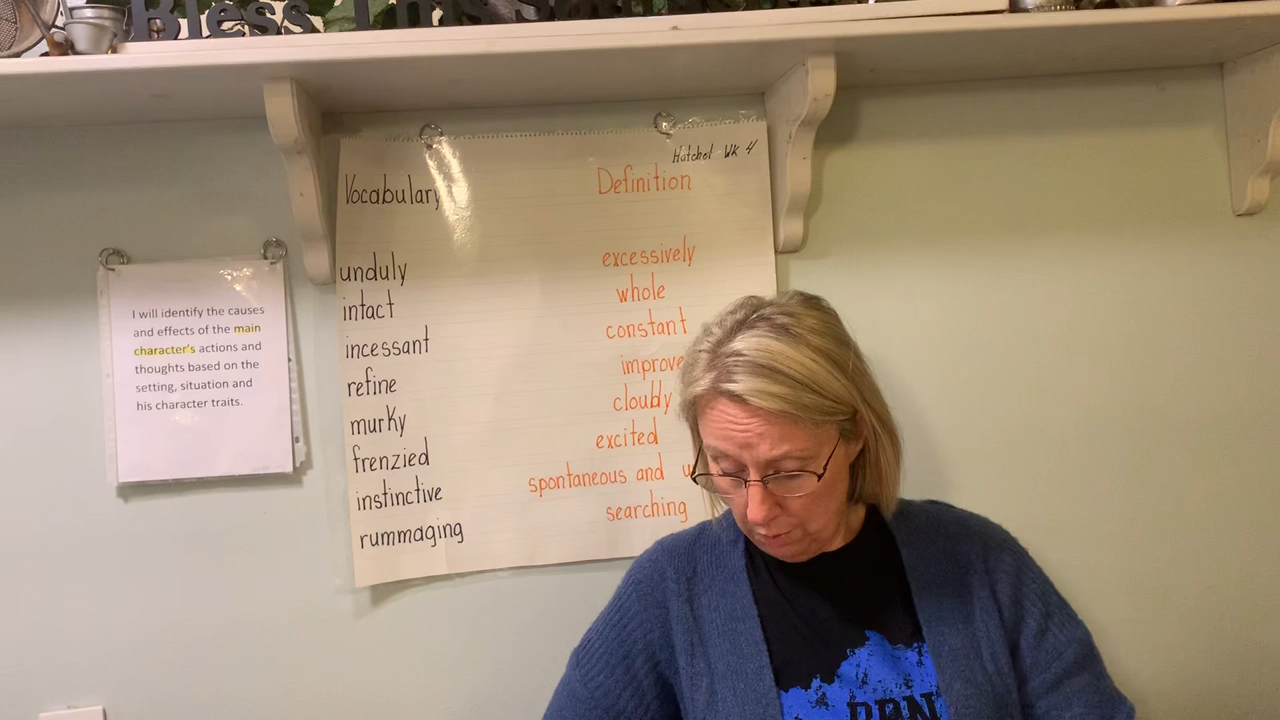 Bless This
I will identify the causes
and effects of the main
character's actions and
thoughts based on the
setting, situation and
his character traits.
Hatchet Wk 4
Vocabulary Definition
unduly excessively
intact whole
incessant constant
refine improve
murky cloudy
frenzied excited
instinctive spontaneous and
rummaging searching